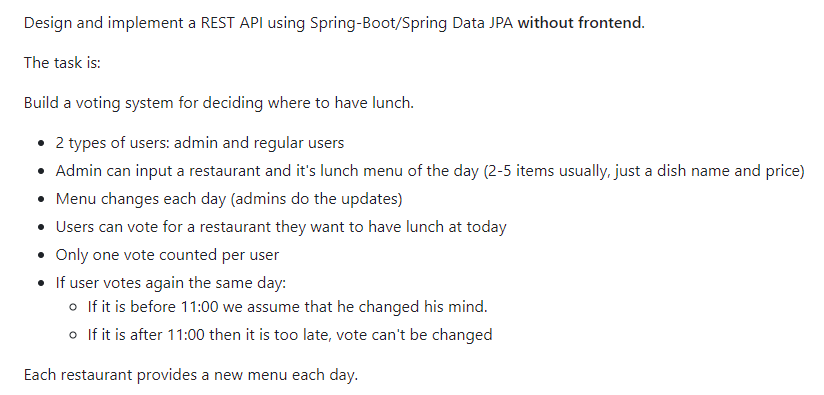 Design and implement a REST API using Spring-Boot/Spring Data JPA without frontend.
The task is:
Build a voting system for deciding where to have lunch.
• 2 types of users: admin and regular users
• Admin can input a restaurant and it's lunch menu of the day (2-5 items usually, just a dish name and price)
• Menu changes each day (admins do the updates)
• Users can vote for a restaurant they want to have lunch at today
• Only one vote counted per user
• If user votes again the same day:
○ If it is before 11:00 we assume that he changed his mind.
○ If it is after 11:00 then it is too late, vote can't be changed
Each restaurant provides a new menu each day.